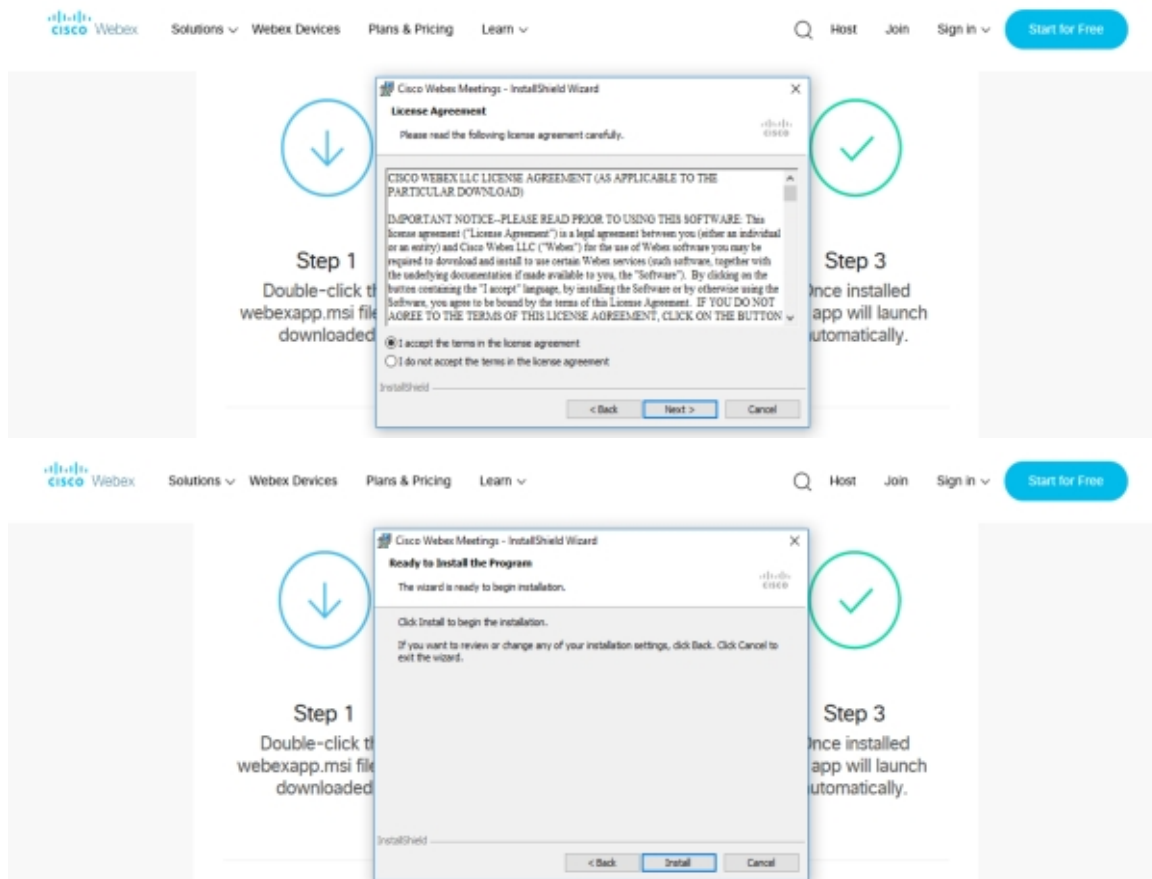 CISCO Webex Solutions Webex Devices Plans & Pricing Learn Host Join Sign in Start for Free
Cisco Webex Meetings - InstallShield Wizard
License Agreement
Please read the following license agreement carefully.
CISCO
CISCO WEBEX LLC LICENSE AGREEMENT (AS APPLICABLE TO THE
PARTICULAR DOWNLOAD)
IMPORTANT NOTICE--PLEASE READ PRIOR TO USING THIS SOFTWARE: This
license agreement ("License Agreement") is a legal agreement between you (either an individual
or an entity) and Cisco Webex LLC ("Webex") for the use of Webex software you may be
required to download and install to use certain Webex services (such software, together with
the underlying documentation if made available to you, the "Software"). By clicking on the
button containing the "I accept" language, by installing the Software or by otherwise using the
Software, you agree to be bound by the terms of this License Agreement. IF YOU DO NOT
AGREE TO THE TERMS OF THIS LICENSE AGREEMENT, CLICK ON THE BUTTON
I accept the terms in the license agreement
I do not accept the terms in the license agreement
InstallShield
< Back Next > Cancel
Step 1
Double-click th
webexapp.msi file
downloaded
Step 3
Once installed
app will launch
utomatically.
CISCO Webex Solutions Webex Devices Plans & Pricing Learn Host Join Sign in Start for Free
Cisco Webex Meetings - InstallShield Wizard
Ready to Install the Program
The wizard is ready to begin installation.
CISCO
Click Install to begin the installation.
If you want to review or change any of your installation settings, click Back. Click Cancel to
exit the wizard.
InstallShield
< Back Install Cancel
Step 1
Double-click th
webexapp.msi file
downloaded
Step 3
Once installed
app will launch
utomatically.